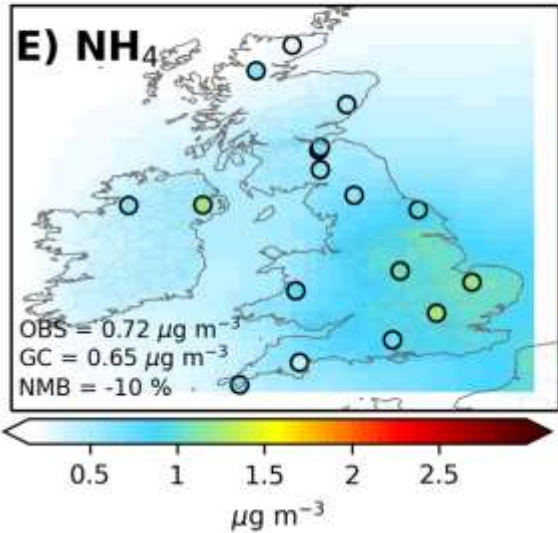 E) NH₄
OBS = 0.72 μg m⁻³
GC = 0.65 μg m⁻³
NMB = -10 %
0.5 1 1.5 2 2.5
μg m⁻³